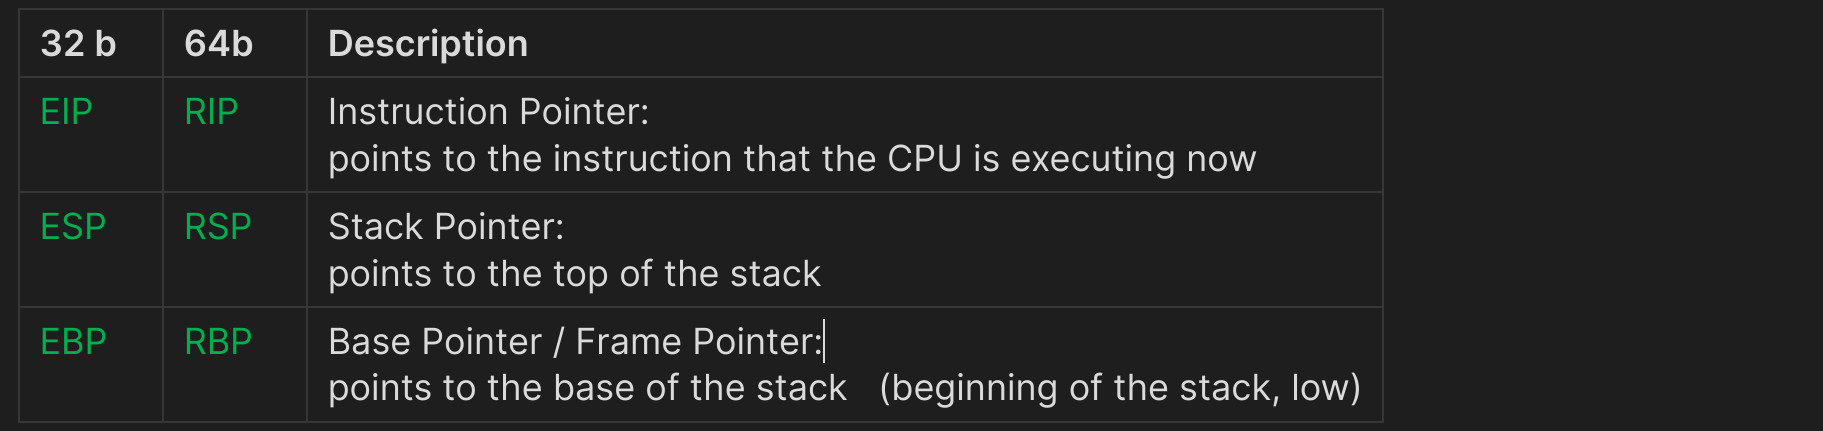 32 b 64b Description
EIP RIP Instruction Pointer:
points to the instruction that the CPU is executing now
ESP RSP Stack Pointer:
points to the top of the stack
EBP RBP Base Pointer / Frame Pointer:
points to the base of the stack (beginning of the stack, low)